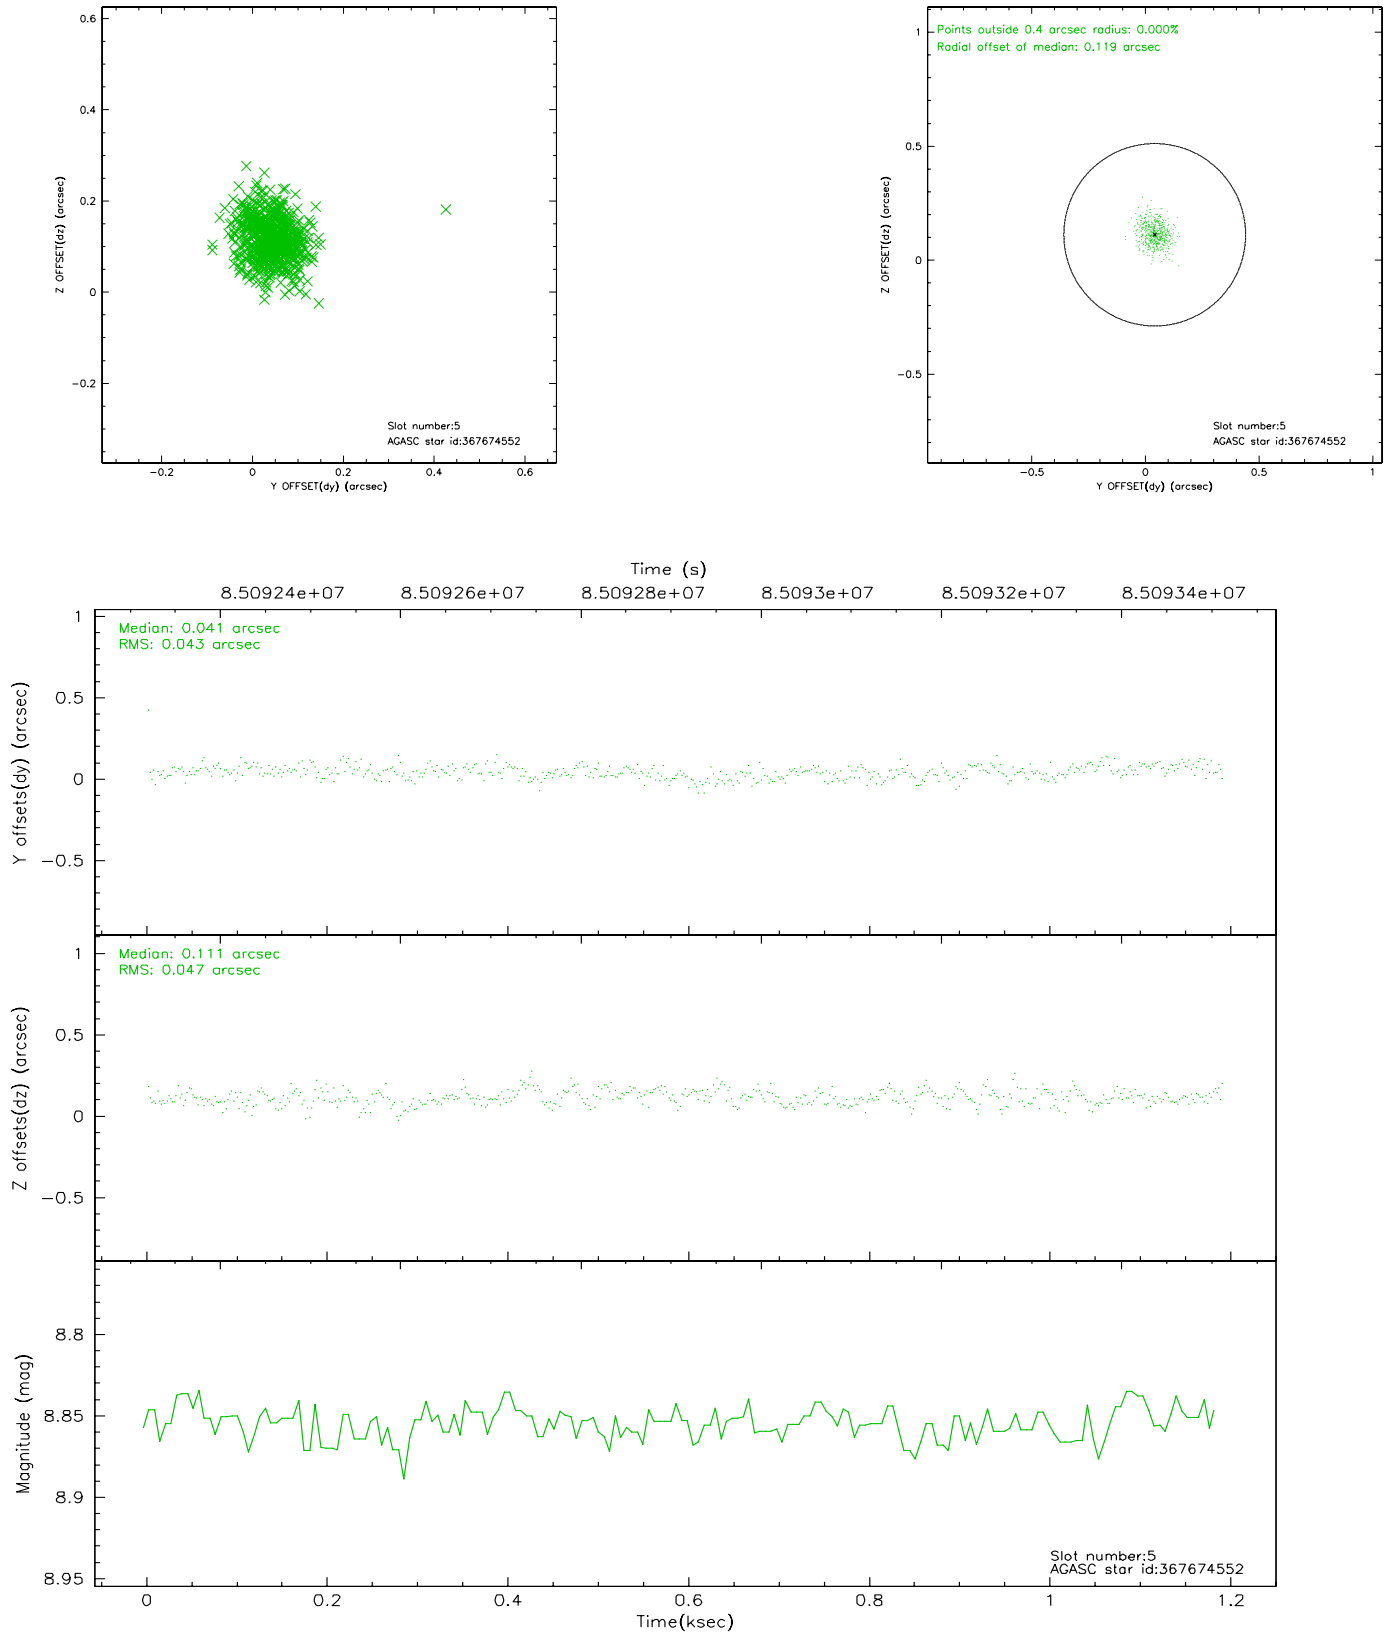 0.6
0.4
0.2
0
−0.2
Z OFFSET(dz) (arcsec)
Slot number:5
AGASC star id:367674552
−0.2 0 0.2 0.4 0.6
Y OFFSET(dy) (arcsec)
Points outside 0.4 arcsec radius: 0.000%
Radial offset of median: 0.119 arcsec
1
0.5
0
−0.5
Z OFFSET(dz) (arcsec)
Slot number:5
AGASC star id:367674552
−0.5 0 0.5 1
Y OFFSET(dy) (arcsec)
Time (s)
8.50924e+07 8.50926e+07 8.50928e+07 8.5093e+07 8.50932e+07 8.50934e+07
Median: 0.041 arcsec
RMS: 0.043 arcsec
1
0.5
0
−0.5
Y offsets(dy) (arcsec)
Median: 0.111 arcsec
RMS: 0.047 arcsec
1
0.5
0
−0.5
Z offsets(dz) (arcsec)
8.8
8.85
8.9
8.95
Magnitude (mag)
Slot number:5
AGASC star id:367674552
0 0.2 0.4 0.6 0.8 1 1.2
Time(ksec)